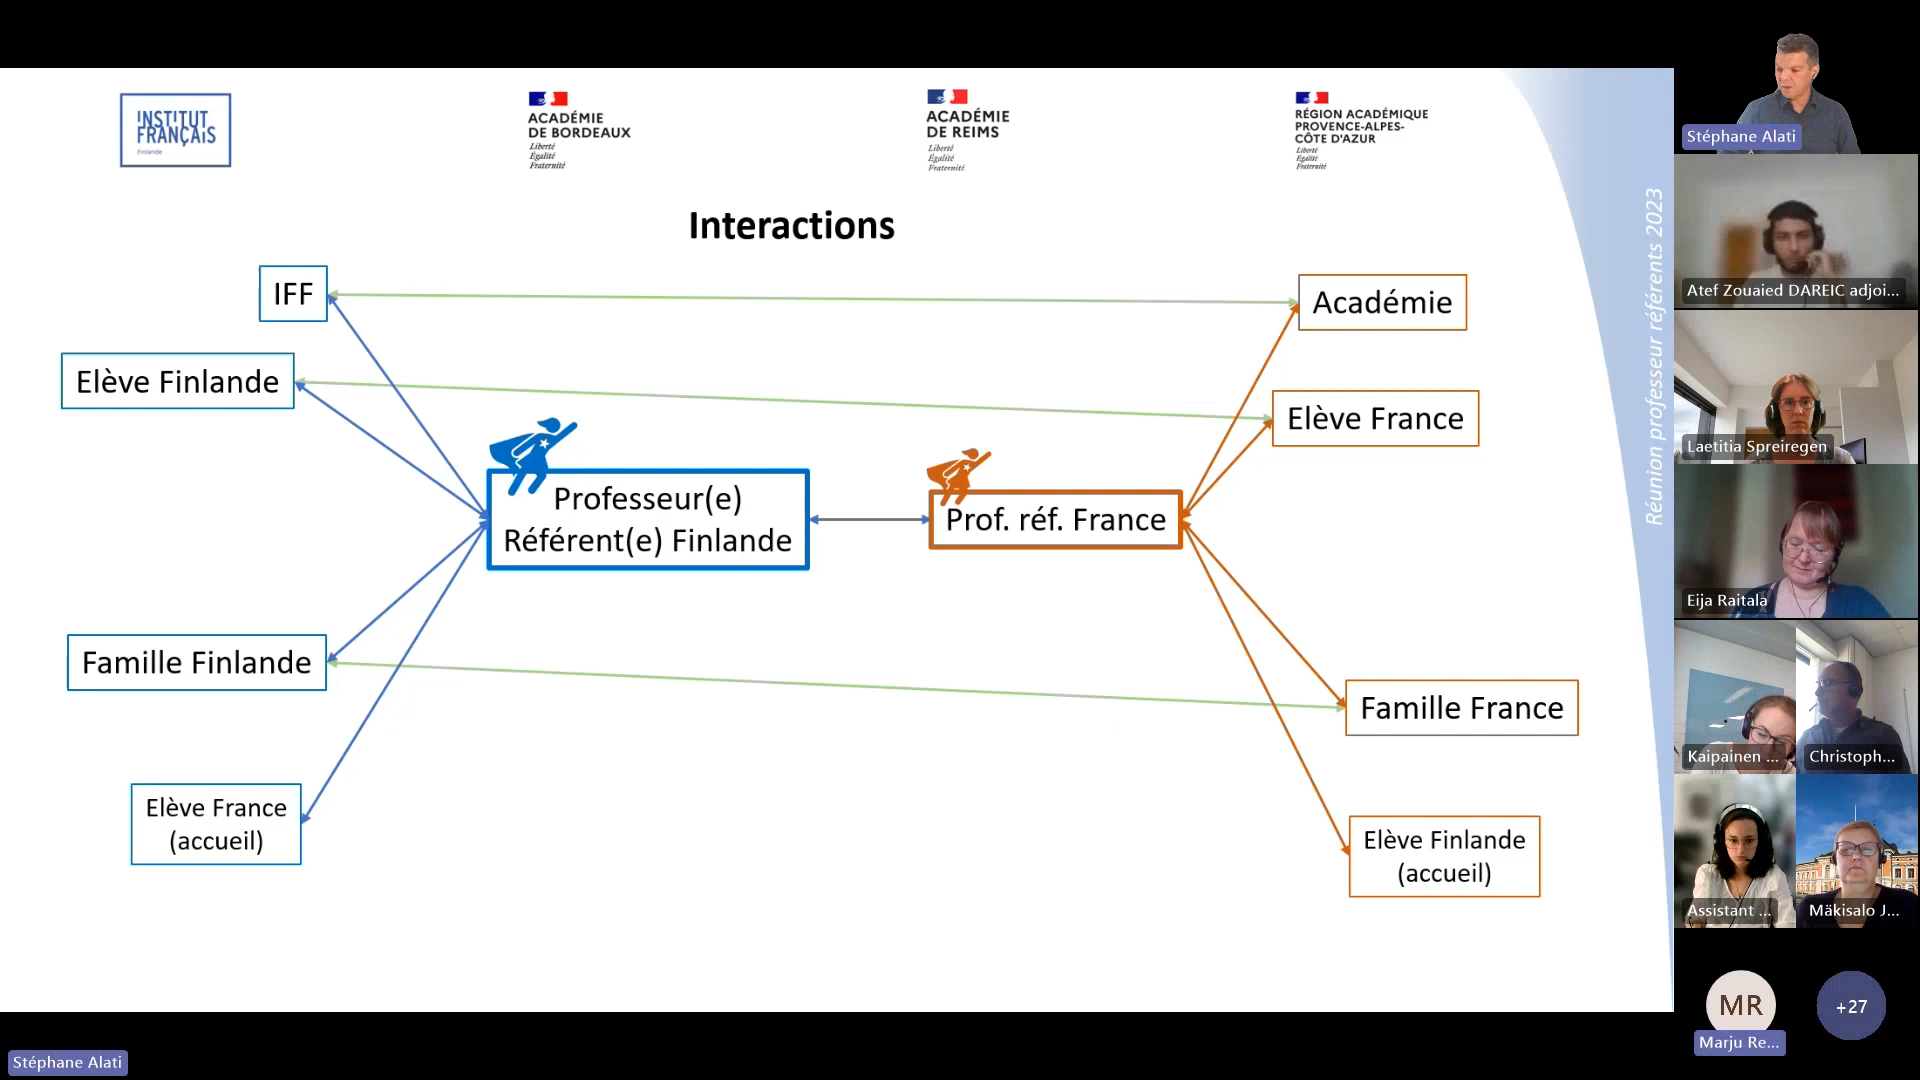 INSTITUT
FRANÇAIS
Finlande
ACADÉMIE
DE BORDEAUX
Liberté
Égalité
Fraternité
ACADÉMIE
DE REIMS
Liberté
Égalité
Fraternité
RÉGION ACADÉMIQUE
PROVENCE-ALPES-
CÔTE D'AZUR
Liberté
Égalité
Fraternité
Interactions
IFF
Académie
Elève Finlande
Elève France
Professeur(e)
Référent(e) Finlande
Prof. réf. France
Famille Finlande
Famille France
Elève France
(accueil)
Elève Finlande
(accueil)
Réunion professeur référents 2023
Stéphane Alati
Atef Zouaied DAREIC adjoi...
Laetitia Spreiregen
Eija Raitala
Kaipainen ...
Christoph...
Assistant ...
Mäkisalo J...
MR
+27
Marju Re...
Stéphane Alati